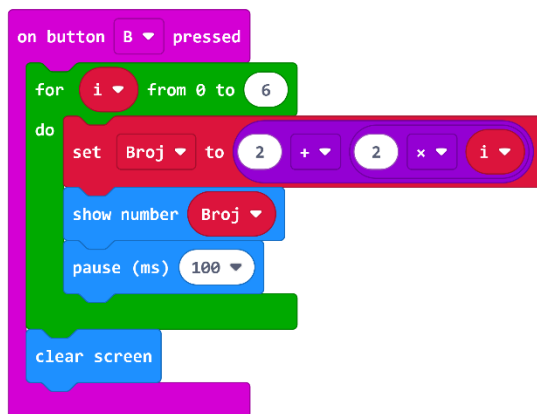 on button B pressed
for i from 0 to 6
do
set Broj to 2 + 2 × i
show number Broj
pause (ms) 100
clear screen